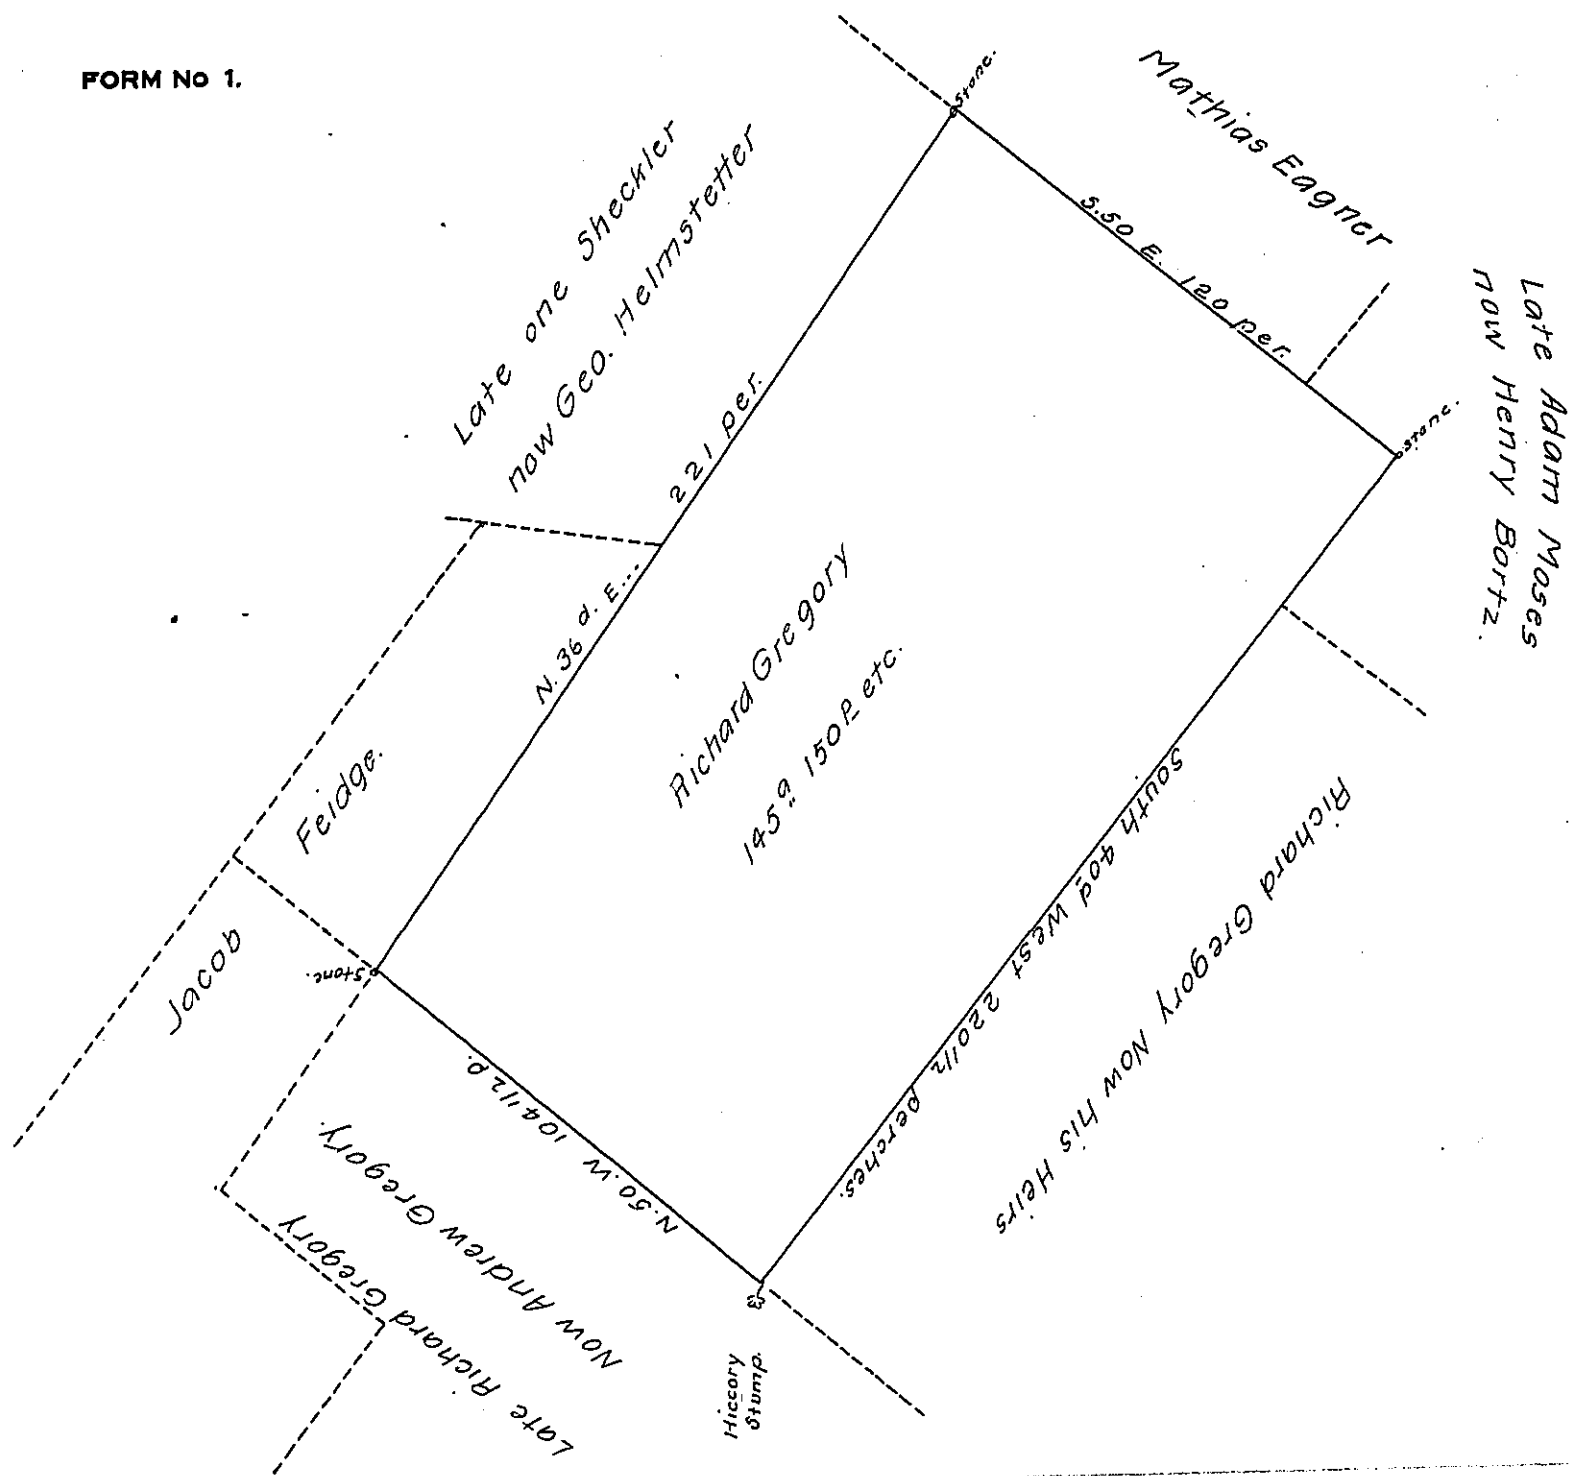 FORM No 1.
Stone.
Mathias Eagner
Late one Sheckler
now Geo. Helmstetter
S.50 E. 120 per.
Late Adam Moses
now Henry Bortz.
Stone.
N. 36 d. E... 221 per.
Richard Gregory
145a 150p etc.
Feidge.
Jacob
Stone.
South 40d West 220 1/2 perches.
Richard Gregory Now his Heirs
N.50.W 104 1/2 p.
Now Andrew Gregory.
Late Richard Gregory
Hiccory
Stump.